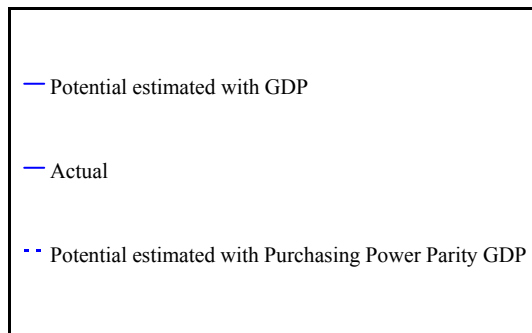 Potential estimated with GDP
Actual
Potential estimated with Purchasing Power Parity GDP